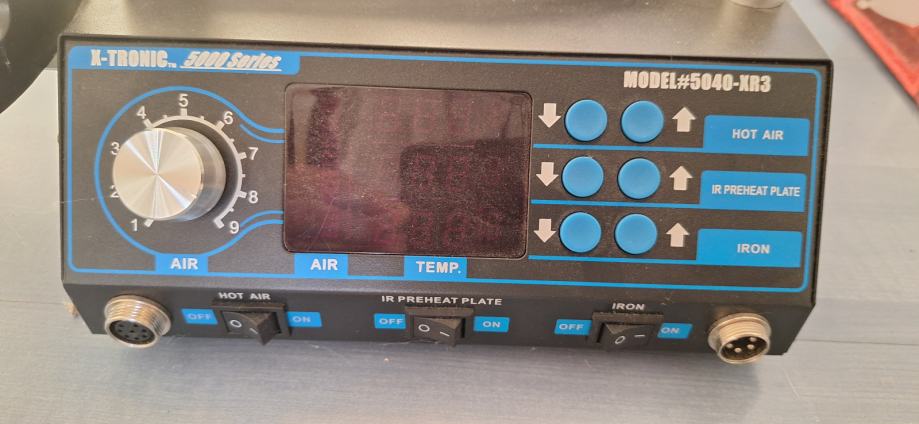 X-TRONIC™ 5000 Series
MODEL#5040-XR3
1 2 3 4 5 6 7 8 9
AIR
AIR
TEMP.
HOT AIR
IR PREHEAT PLATE
IRON
HOT AIR
OFF ON
IR PREHEAT PLATE
OFF ON
IRON
OFF ON